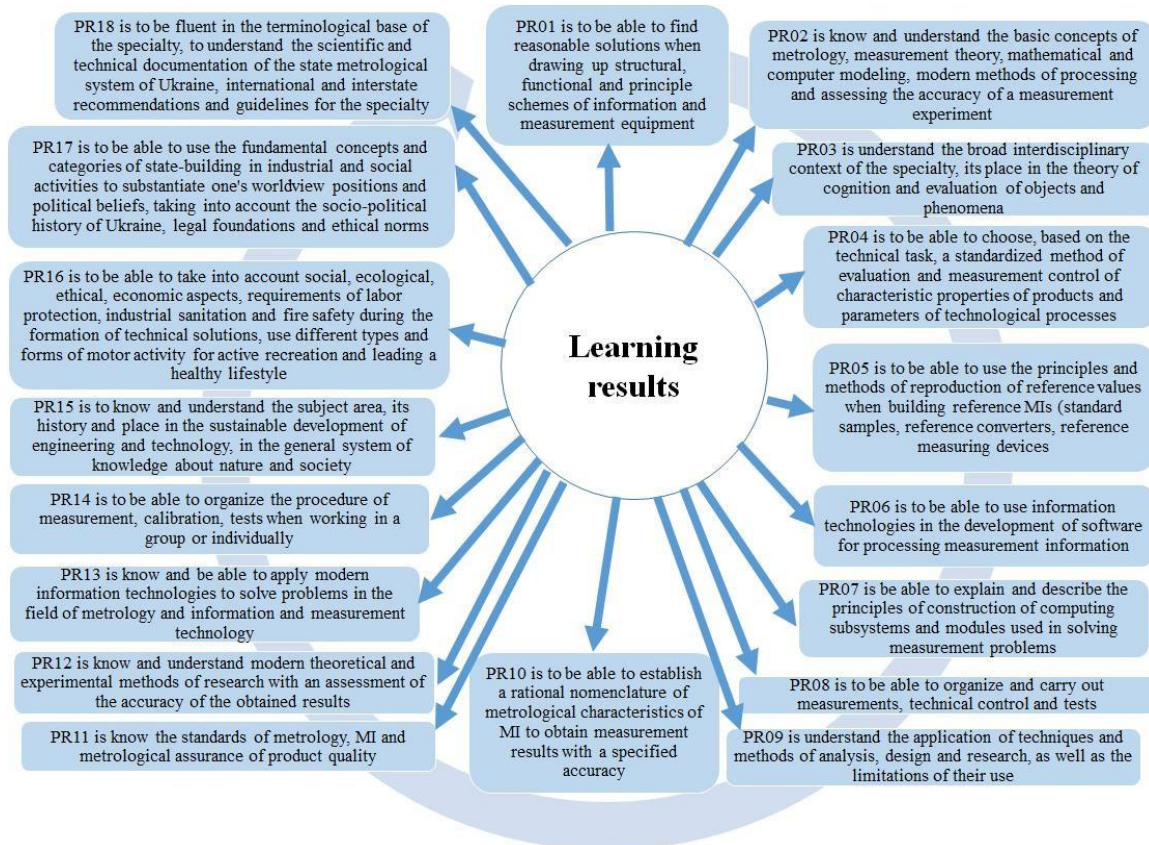 PR18 is to be fluent in the terminological base
of the specialty, to understand the scientific and
technical documentation of the state metrological
system of Ukraine, international and interstate
recommendations and guidelines for the specialty
PR01 is to be able to find
reasonable solutions when
drawing up structural,
functional and principle
schemes of information and
measurement equipment
PR02 is know and understand the basic concepts of
metrology, measurement theory, mathematical and
computer modeling, modern methods of processing
and assessing the accuracy of a measurement
experiment
PR17 is to be able to use the fundamental concepts and
categories of state-building in industrial and social
activities to substantiate one's worldview positions and
political beliefs, taking into account the socio-political
history of Ukraine, legal foundations and ethical norms
PR03 is understand the broad interdisciplinary
context of the specialty, its place in the theory of
cognition and evaluation of objects and
phenomena
PR16 is to be able to take into account social, ecological,
ethical, economic aspects, requirements of labor
protection, industrial sanitation and fire safety during the
formation of technical solutions, use different types and
forms of motor activity for active recreation and leading a
healthy lifestyle
Learning
results
PR04 is to be able to choose, based on the
technical task, a standardized method of
evaluation and measurement control of
characteristic properties of products and
parameters of technological processes
PR15 is to know and understand the subject area, its
history and place in the sustainable development of
engineering and technology, in the general system of
knowledge about nature and society
PR05 is to be able to use the principles and
methods of reproduction of reference values
when building reference MIs (standard
samples, reference converters, reference
measuring devices
PR14 is to be able to organize the procedure of
measurement, calibration, tests when working in a
group or individually
PR06 is to be able to use information
technologies in the development of software
for processing measurement information
PR13 is know and be able to apply modern
information technologies to solve problems in the
field of metrology and information and measurement
technology
PR07 is be able to explain and describe the
principles of construction of computing
subsystems and modules used in solving
measurement problems
PR12 is know and understand modern theoretical and
experimental methods of research with an assessment of
the accuracy of the obtained results
PR10 is to be able to establish
a rational nomenclature of
metrological characteristics of
MI to obtain measurement
results with a specified
accuracy
PR08 is to be able to organize and carry out
measurements, technical control and tests
PR11 is know the standards of metrology, MI and
metrological assurance of product quality
PR09 is understand the application of techniques and
methods of analysis, design and research, as well as the
limitations of their use